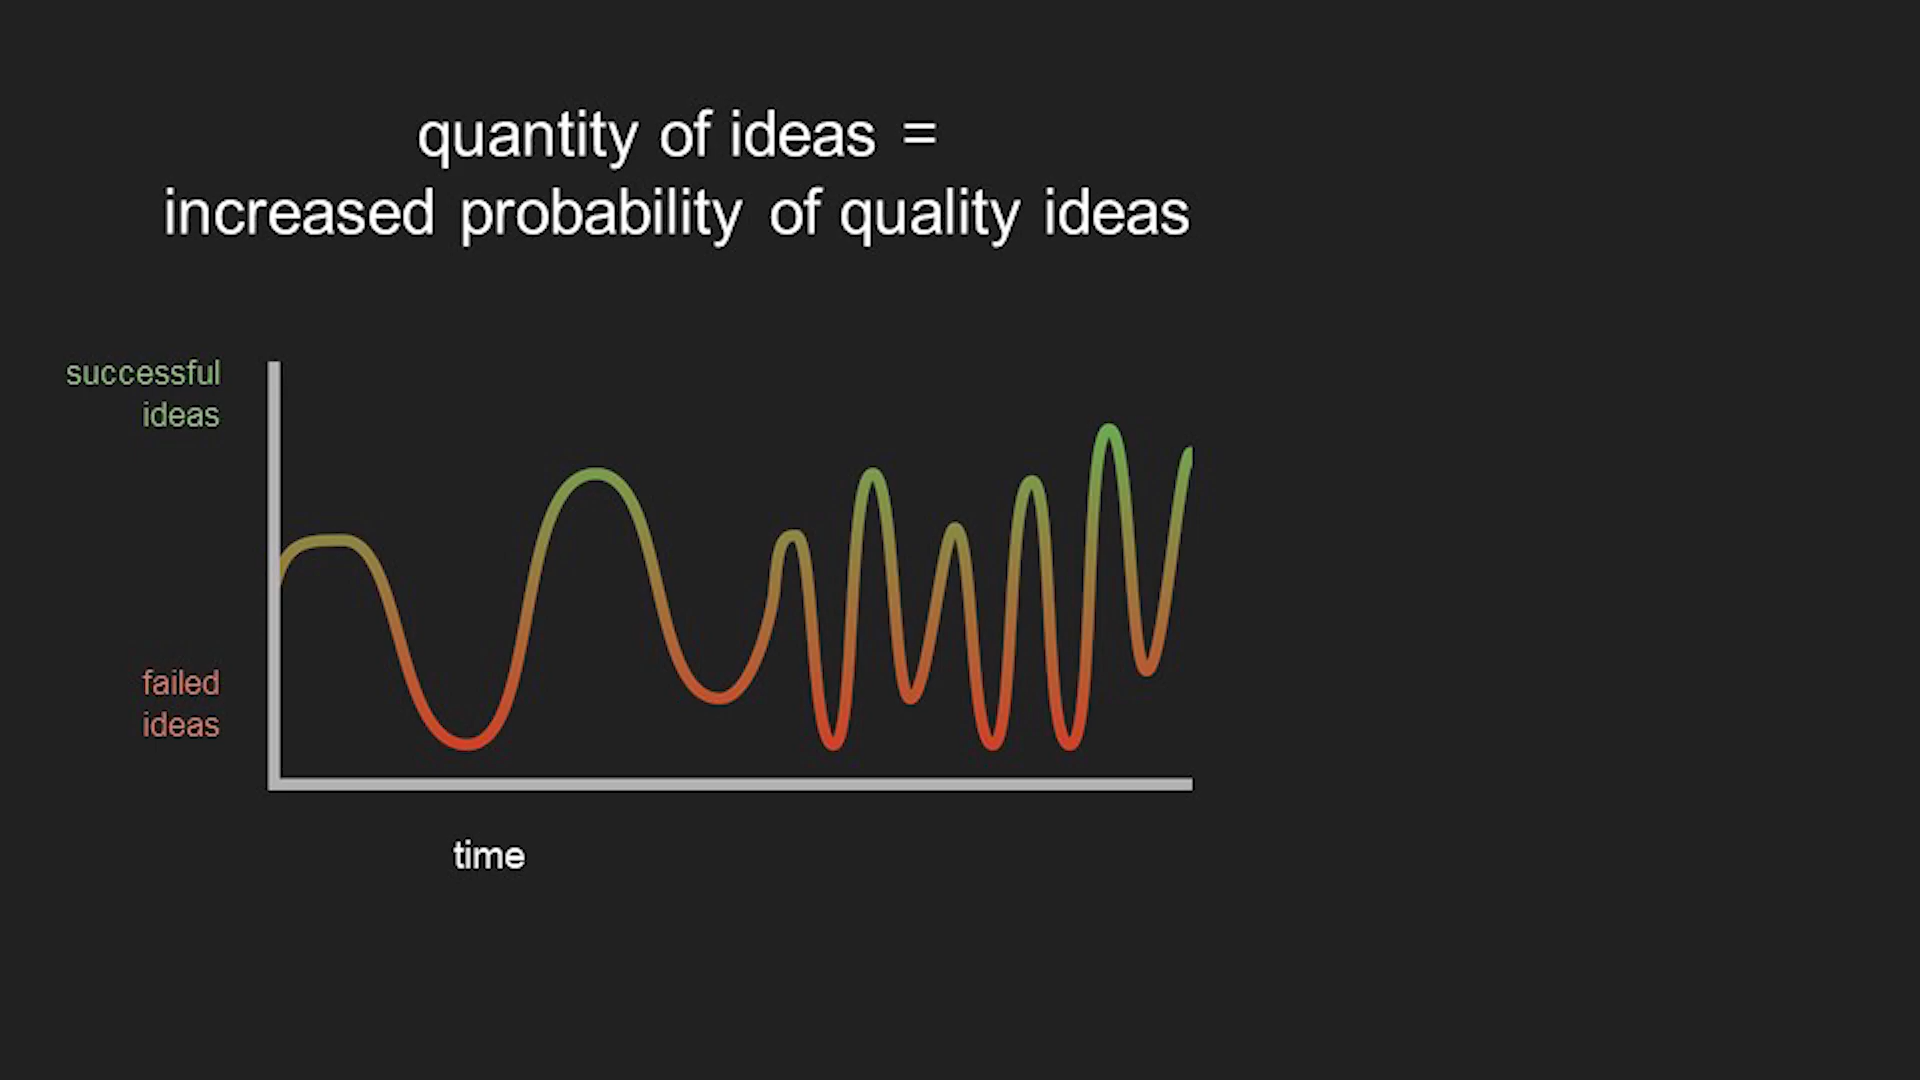 quantity of ideas =
increased probability of quality ideas
successful
ideas
failed
ideas
time